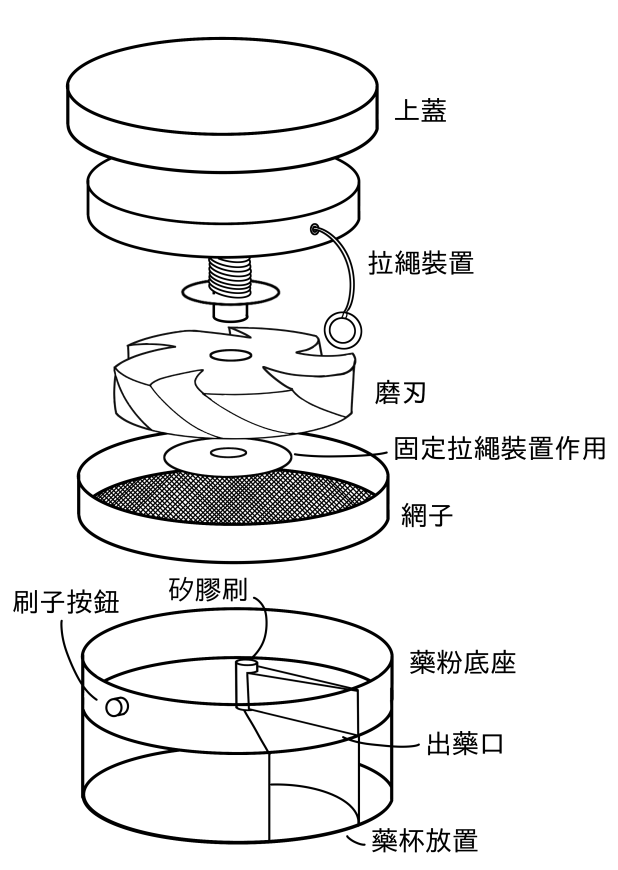 上蓋
拉繩裝置
磨刃
固定拉繩裝置作用
網子
矽膠刷
刷子按鈕
藥粉底座
出藥口
藥杯放置